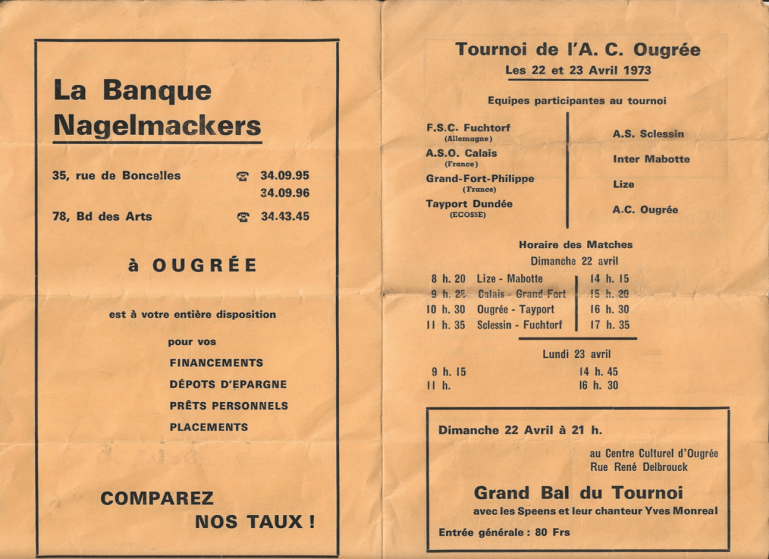 La Banque
Nagelmackers
35, rue de Boncelles ☎ 34.09.95
34.09.96
78, Bd des Arts ☎ 34.43.45
à OUGRÉE
est à votre entière disposition
pour vos
FINANCEMENTS
DÉPOTS D'EPARGNE
PRÊTS PERSONNELS
PLACEMENTS
COMPAREZ
NOS TAUX !
Tournoi de l'A. C. Ougrée
Les 22 et 23 Avril 1973
Equipes participantes au tournoi
F.S.C. Fuchtorf
(Allemagne)
A.S.O. Calais
(France)
Grand-Fort-Philippe
(France)
Tayport Dundée
(ECOSSE)
A.S. Sclessin
Inter Mabotte
Lize
A.C. Ougrée
Horaire des Matches
Dimanche 22 avril
8 h. 20 Lize - Mabotte 14 h. 15
9 h. 25 Calais - Grand-Fort 15 h. 20
10 h. 30 Ougrée - Tayport 16 h. 30
11 h. 35 Sclessin - Fuchtorf 17 h. 35
Lundi 23 avril
9 h. 15 14 h. 45
11 h. 16 h. 30
Dimanche 22 Avril à 21 h.
au Centre Culturel d'Ougrée
Rue René Delbrouck
Grand Bal du Tournoi
avec les Speens et leur chanteur Yves Monreal
Entrée générale : 80 Frs